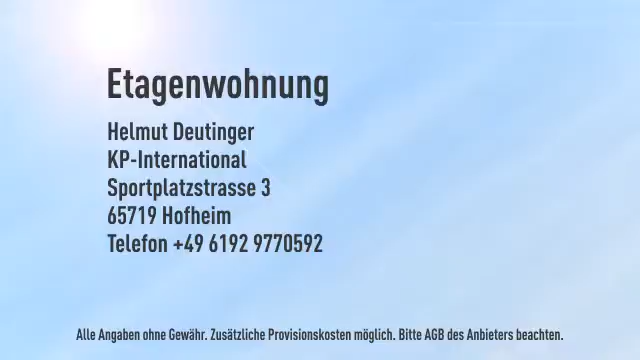 Etagenwohnung
Helmut Deutinger
KP-International
Sportplatzstrasse 3
65719 Hofheim
Telefon +49 6192 9770592
Alle Angaben ohne Gewähr. Zusätzliche Provisionskosten möglich. Bitte AGB des Anbieters beachten.